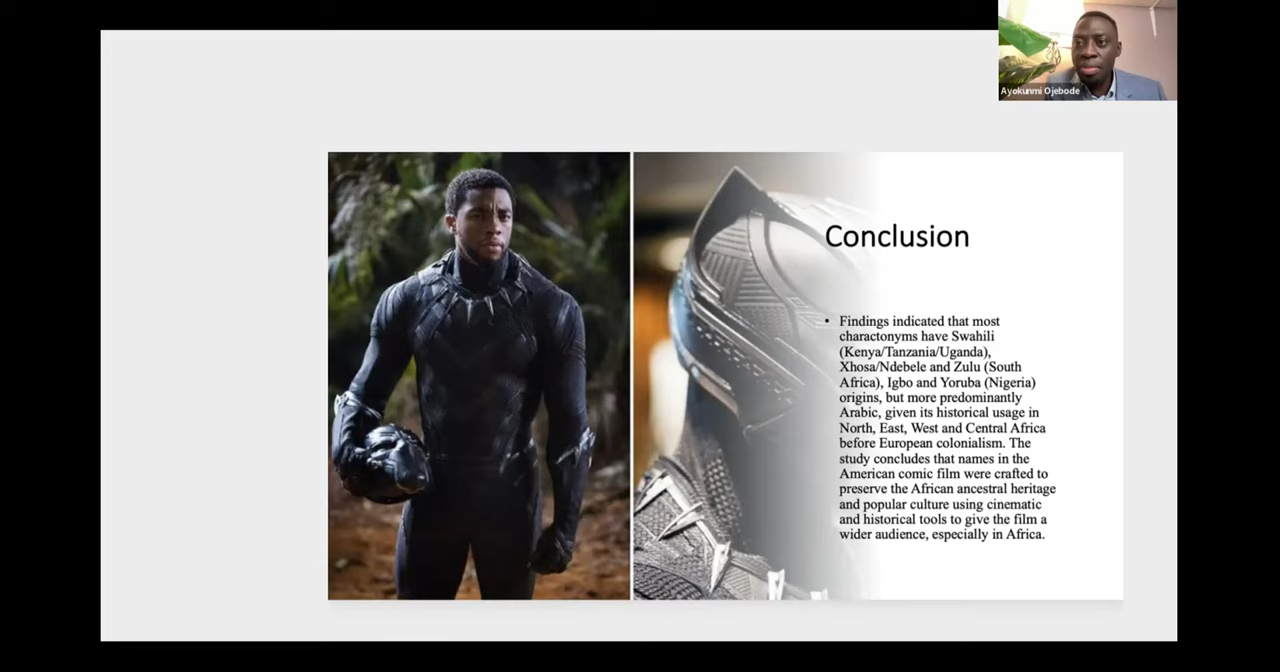 Ayokunmi Ojebode
Conclusion
• Findings indicated that most
charactonyms have Swahili
(Kenya/Tanzania/Uganda),
Xhosa/Ndebele and Zulu (South
Africa), Igbo and Yoruba (Nigeria)
origins, but more predominantly
Arabic, given its historical usage in
North, East, West and Central Africa
before European colonialism. The
study concludes that names in the
American comic film were crafted to
preserve the African ancestral heritage
and popular culture using cinematic
and historical tools to give the film a
wider audience, especially in Africa.